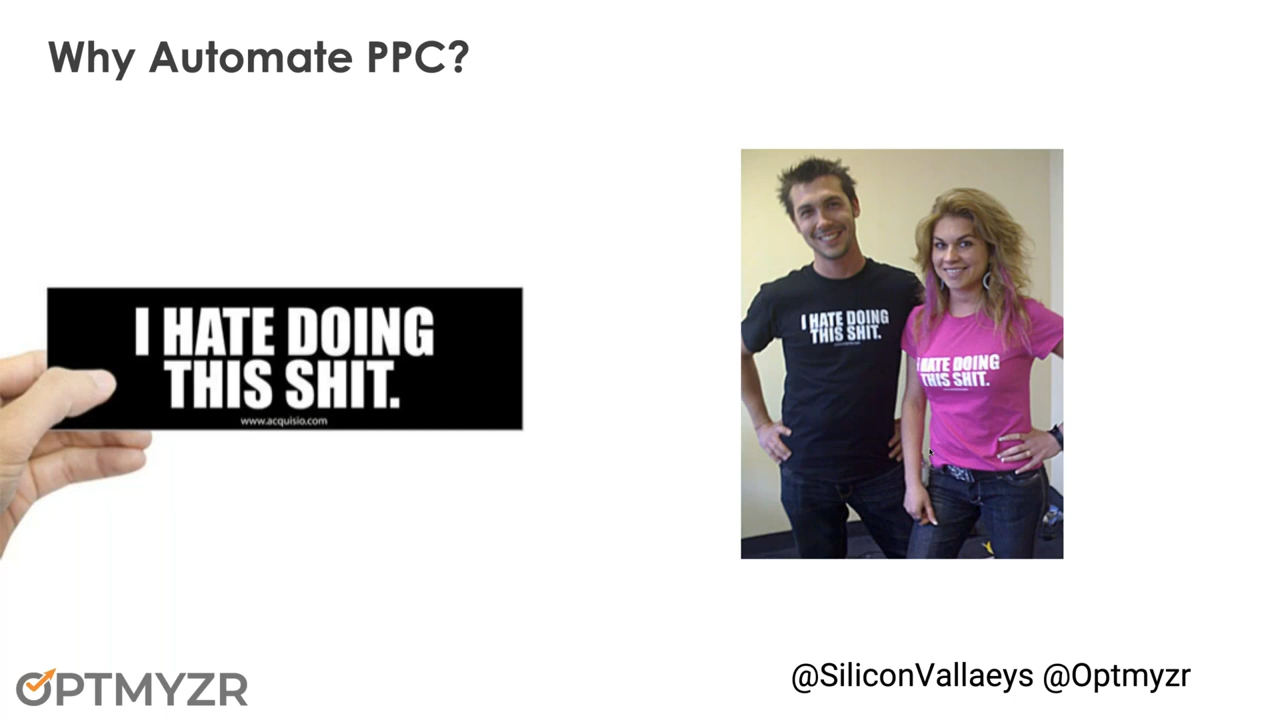 Why Automate PPC?
I HATE DOING
THIS SHIT.
www.acquisio.com
I HATE DOING
THIS SHIT.
I HATE DOING
THIS SHIT.
OPTMYZR
@SiliconVallaeys @Optmyzr